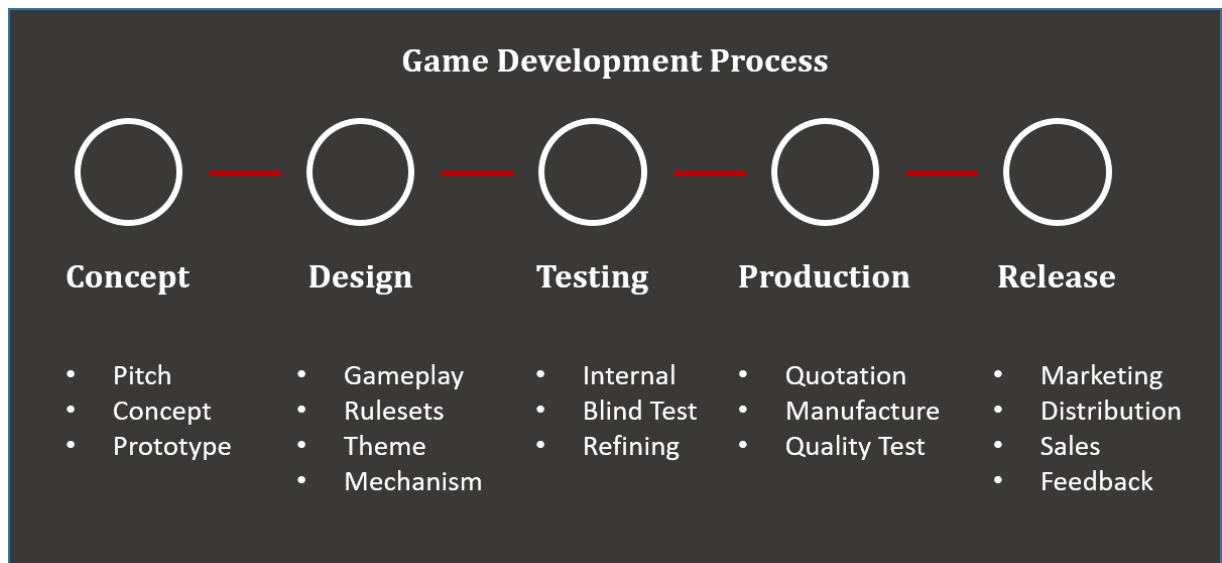 Game Development Process
Concept
• Pitch
• Concept
• Prototype
Design
• Gameplay
• Rulesets
• Theme
• Mechanism
Testing
• Internal
• Blind Test
• Refining
Production
• Quotation
• Manufacture
• Quality Test
Release
• Marketing
• Distribution
• Sales
• Feedback